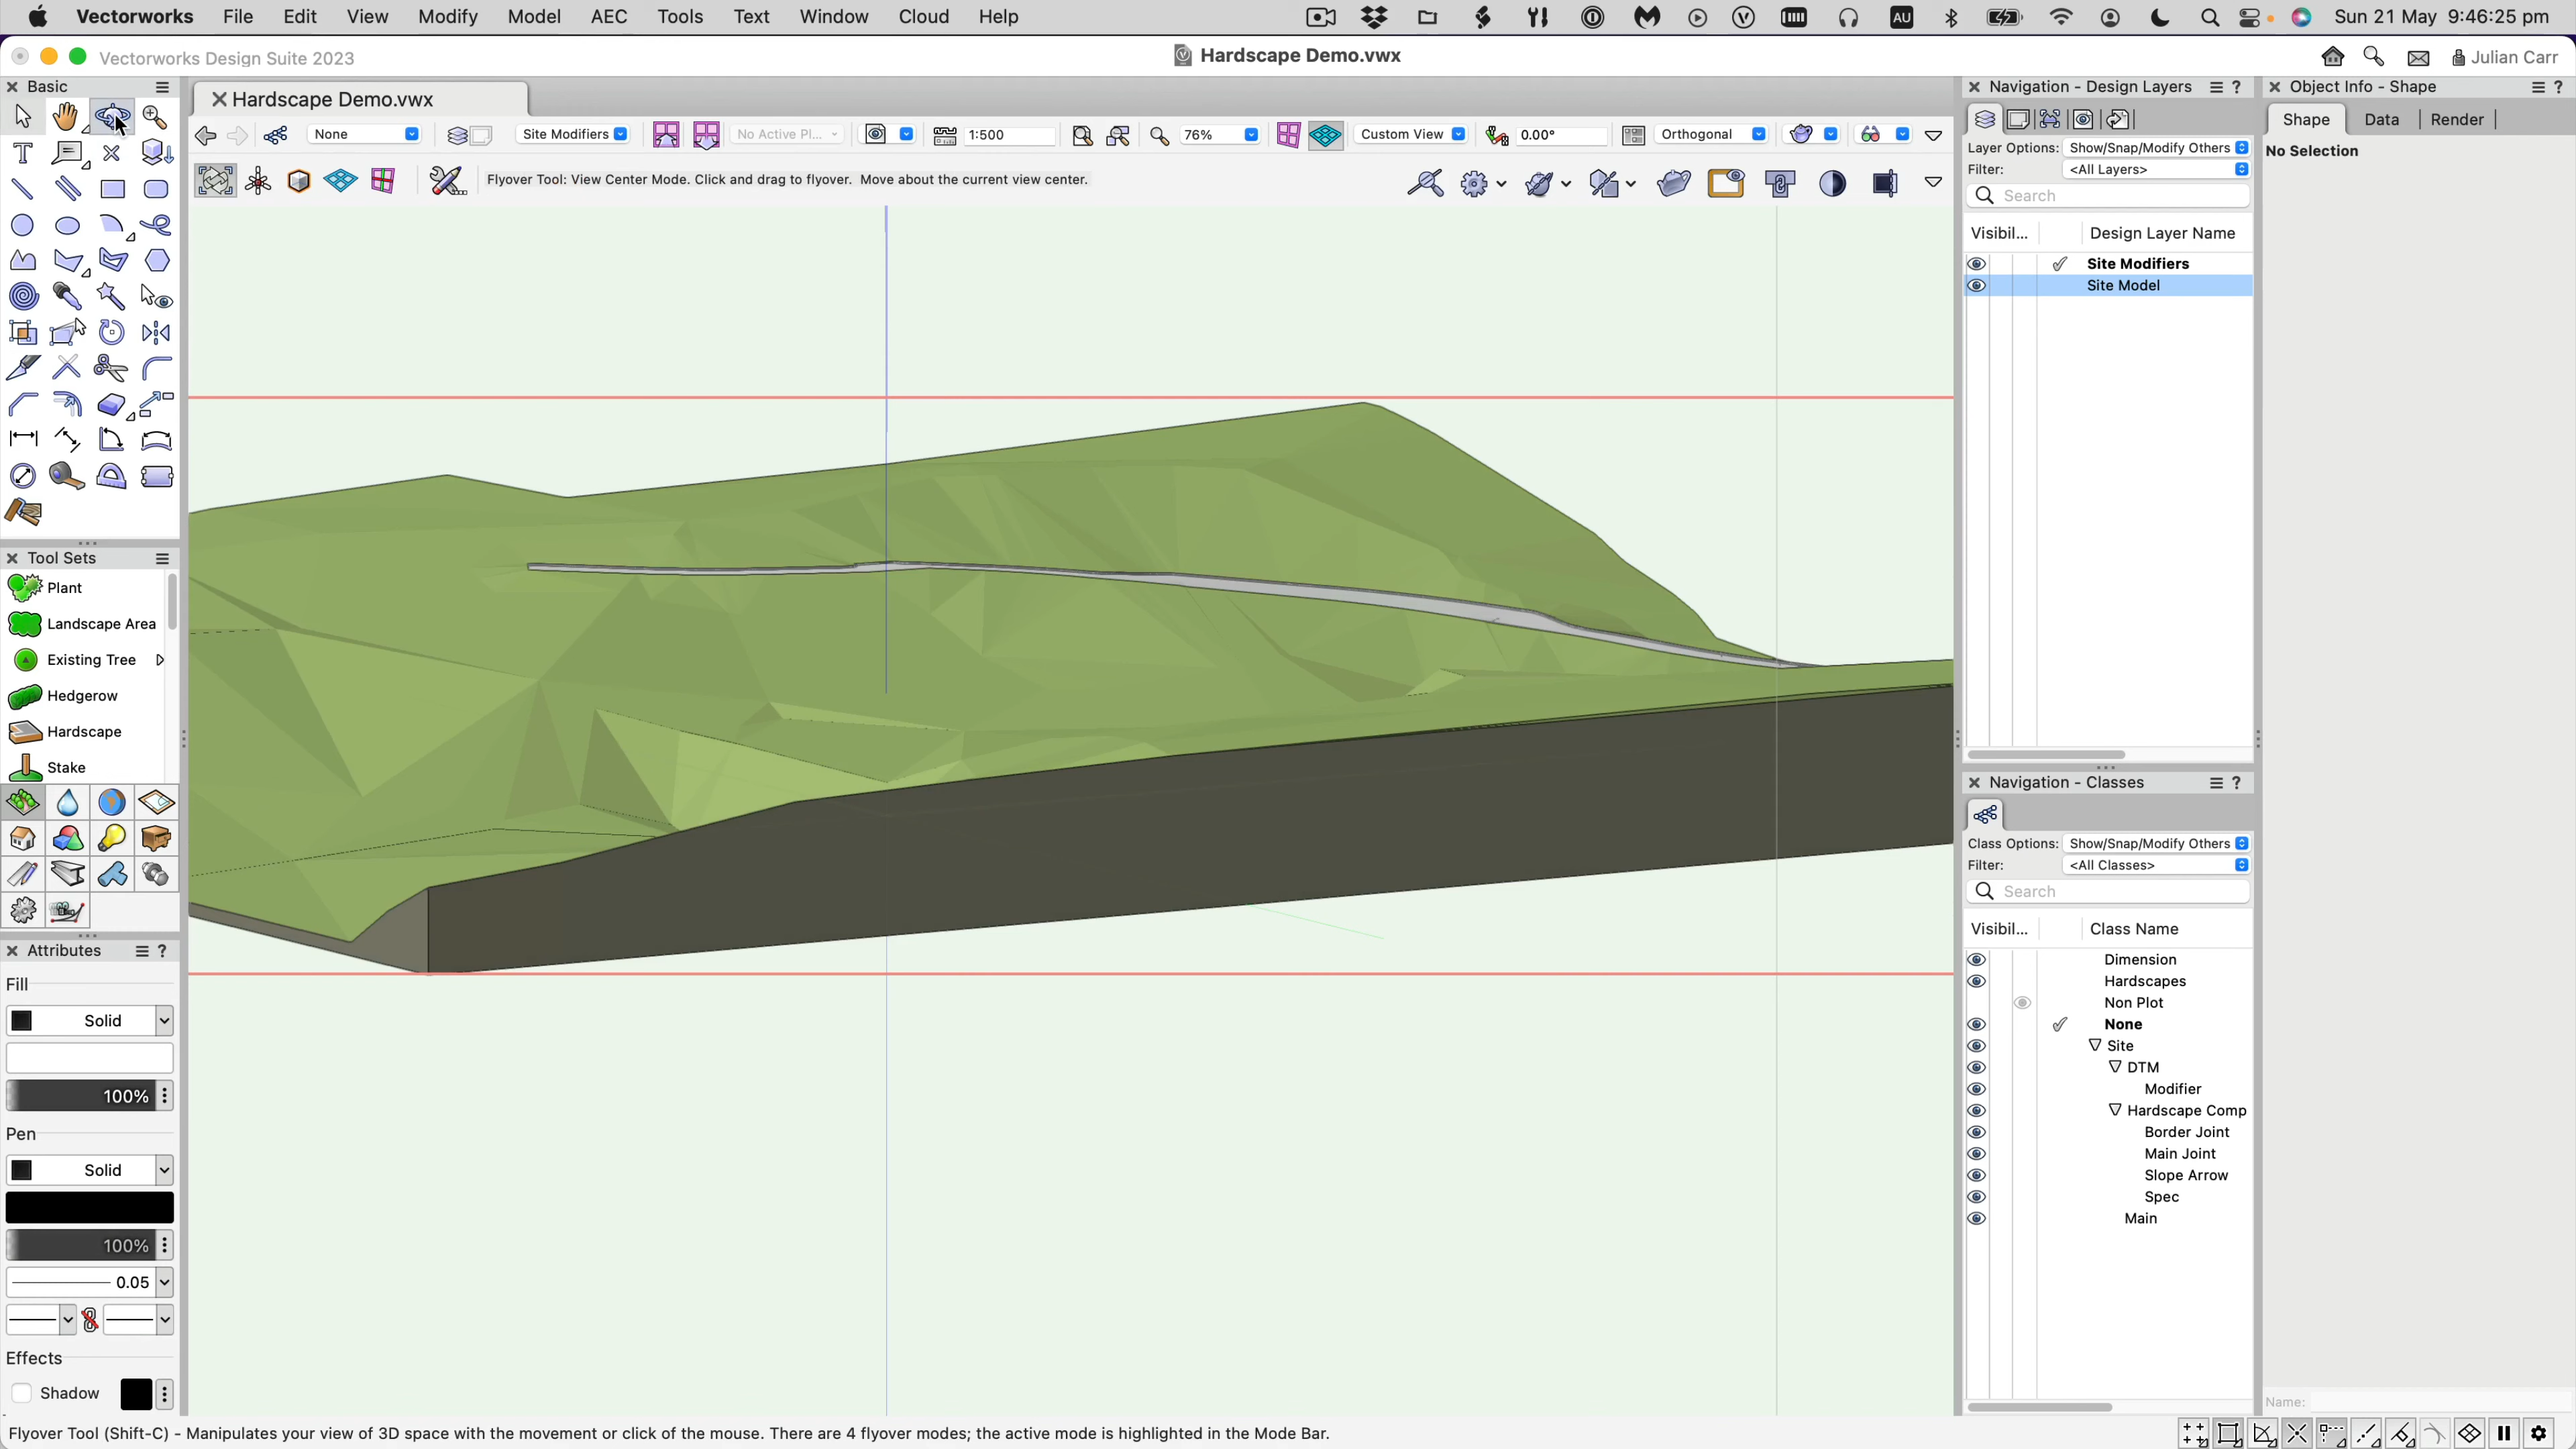 Vectorworks File Edit View Modify Model AEC Tools Text Window Cloud Help AU Sun 21 May 9:46:25 pm
Vectorworks Design Suite 2023 Hardscape Demo.vwx Julian Carr
Basic
Hardscape Demo.vwx
None Site Modifiers No Active Pl... 1:500 76% Custom View 0.00° Orthogonal
Flyover Tool: View Center Mode. Click and drag to flyover. Move about the current view center.
Tool Sets
Plant
Landscape Area
Existing Tree
Hedgerow
Hardscape
Stake
Attributes ?
Fill
Solid
100%
Pen
Solid
100%
0.05
Effects
Shadow
Navigation - Design Layers ?
Layer Options: Show/Snap/Modify Others
Filter: <All Layers>
Search
Visibil... Design Layer Name
Site Modifiers
Site Model
Navigation - Classes ?
Class Options: Show/Snap/Modify Others
Filter: <All Classes>
Search
Visibil... Class Name
Dimension
Hardscapes
Non Plot
None
Site
DTM
Modifier
Hardscape Comp
Border Joint
Main Joint
Slope Arrow
Spec
Main
Object Info - Shape ?
Shape Data Render
No Selection
Name:
Flyover Tool (Shift-C) - Manipulates your view of 3D space with the movement or click of the mouse. There are 4 flyover modes; the active mode is highlighted in the Mode Bar.